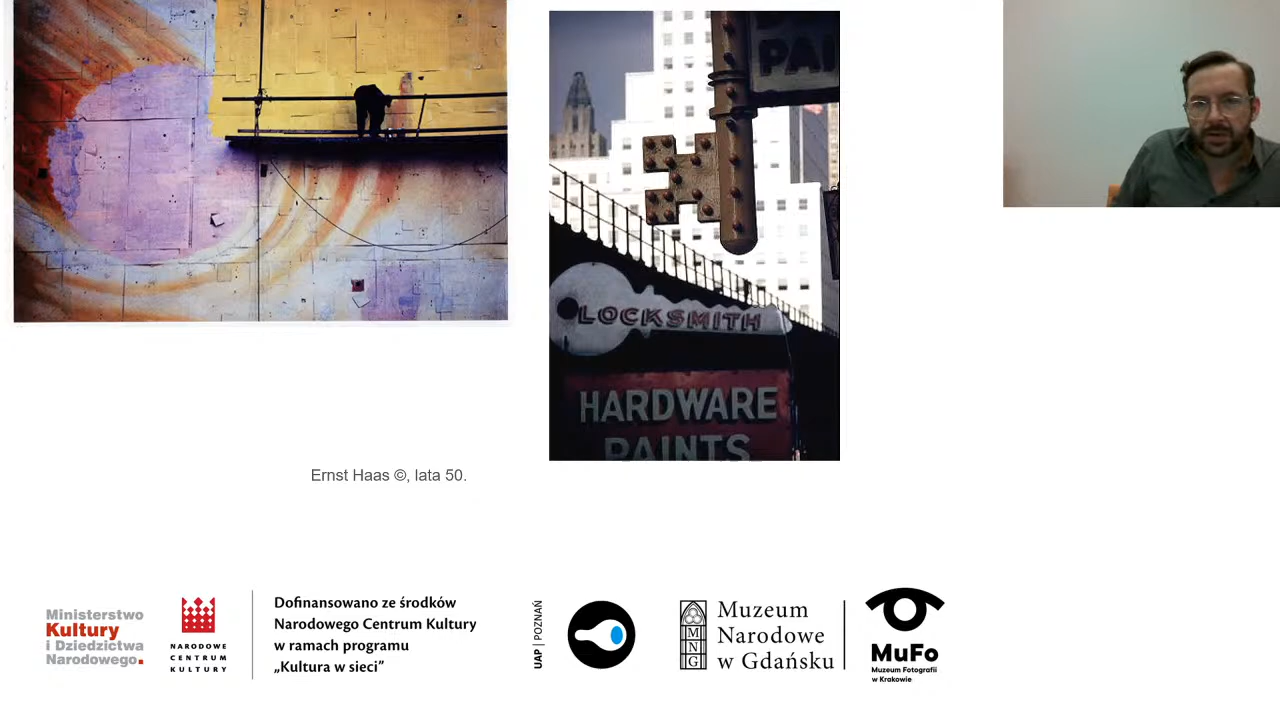 PAI
LOCKSMITH
HARDWARE
PAINTS
Ernst Haas ©, lata 50.
Ministerstwo
Kultury
i Dziedzictwa
Narodowego.
NARODOWE
CENTRUM
KULTURY
Dofinansowano ze środków
Narodowego Centrum Kultury
w ramach programu
„Kultura w sieci”
UAP | POZNAŃ
MNG
Muzeum
Narodowe
w Gdańsku
MuFo
Muzeum Fotografii
w Krakowie